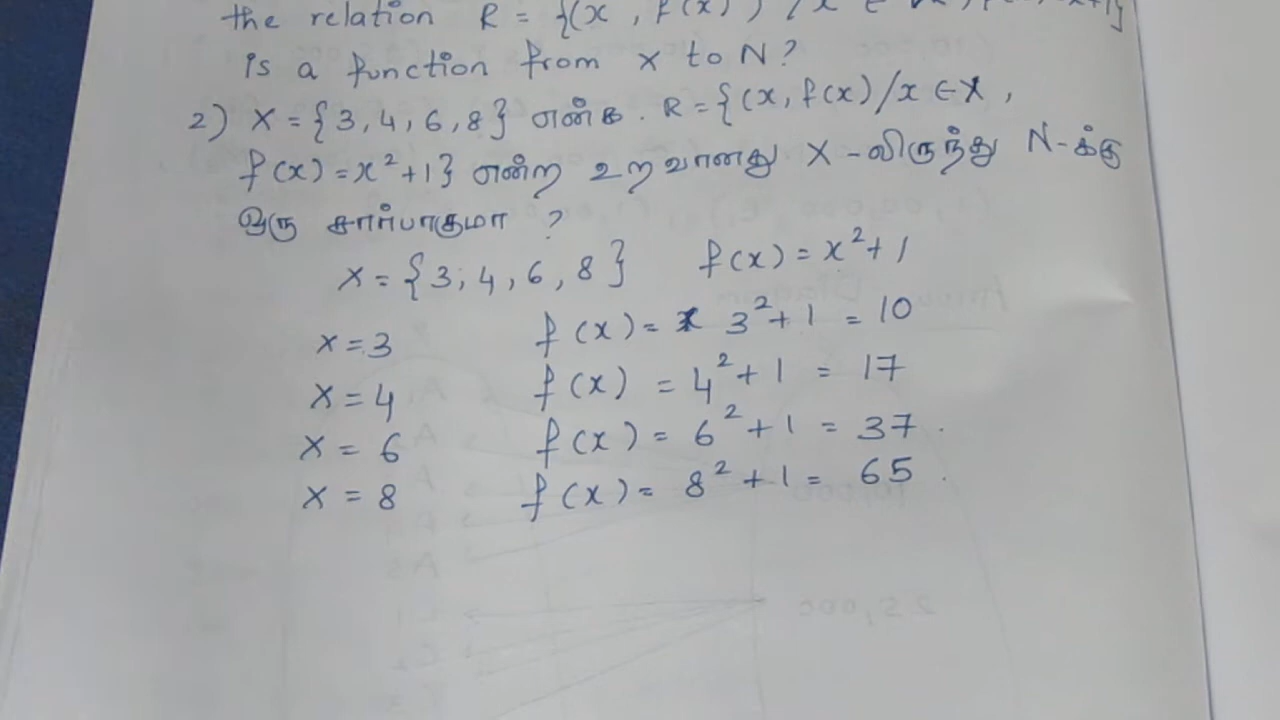 the relation R = {(x, f(x)) / x ∈
is a function from X to N?
2) X = {3, 4, 6, 8} என்க. R = {(x, f(x)/x ∈ X,
f(x) = x²+1} என்ற உறவானது X-லிருந்து N-க்கு
ஒரு சார்பாகுமா ?
X = {3, 4, 6, 8} f(x) = x²+1
x = 3 f(x) = 3²+1 = 10
x = 4 f(x) = 4²+1 = 17
x = 6 f(x) = 6²+1 = 37.
x = 8 f(x) = 8²+1 = 65.